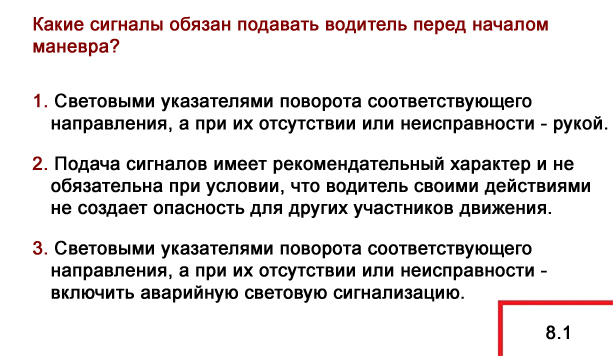 Какие сигналы обязан подавать водитель перед началом
маневра?
1. Световыми указателями поворота соответствующего
направления, а при их отсутствии или неисправности - рукой.
2. Подача сигналов имеет рекомендательный характер и не
обязательна при условии, что водитель своими действиями
не создает опасность для других участников движения.
3. Световыми указателями поворота соответствующего
направления, а при их отсутствии или неисправности -
включить аварийную световую сигнализацию.
8.1